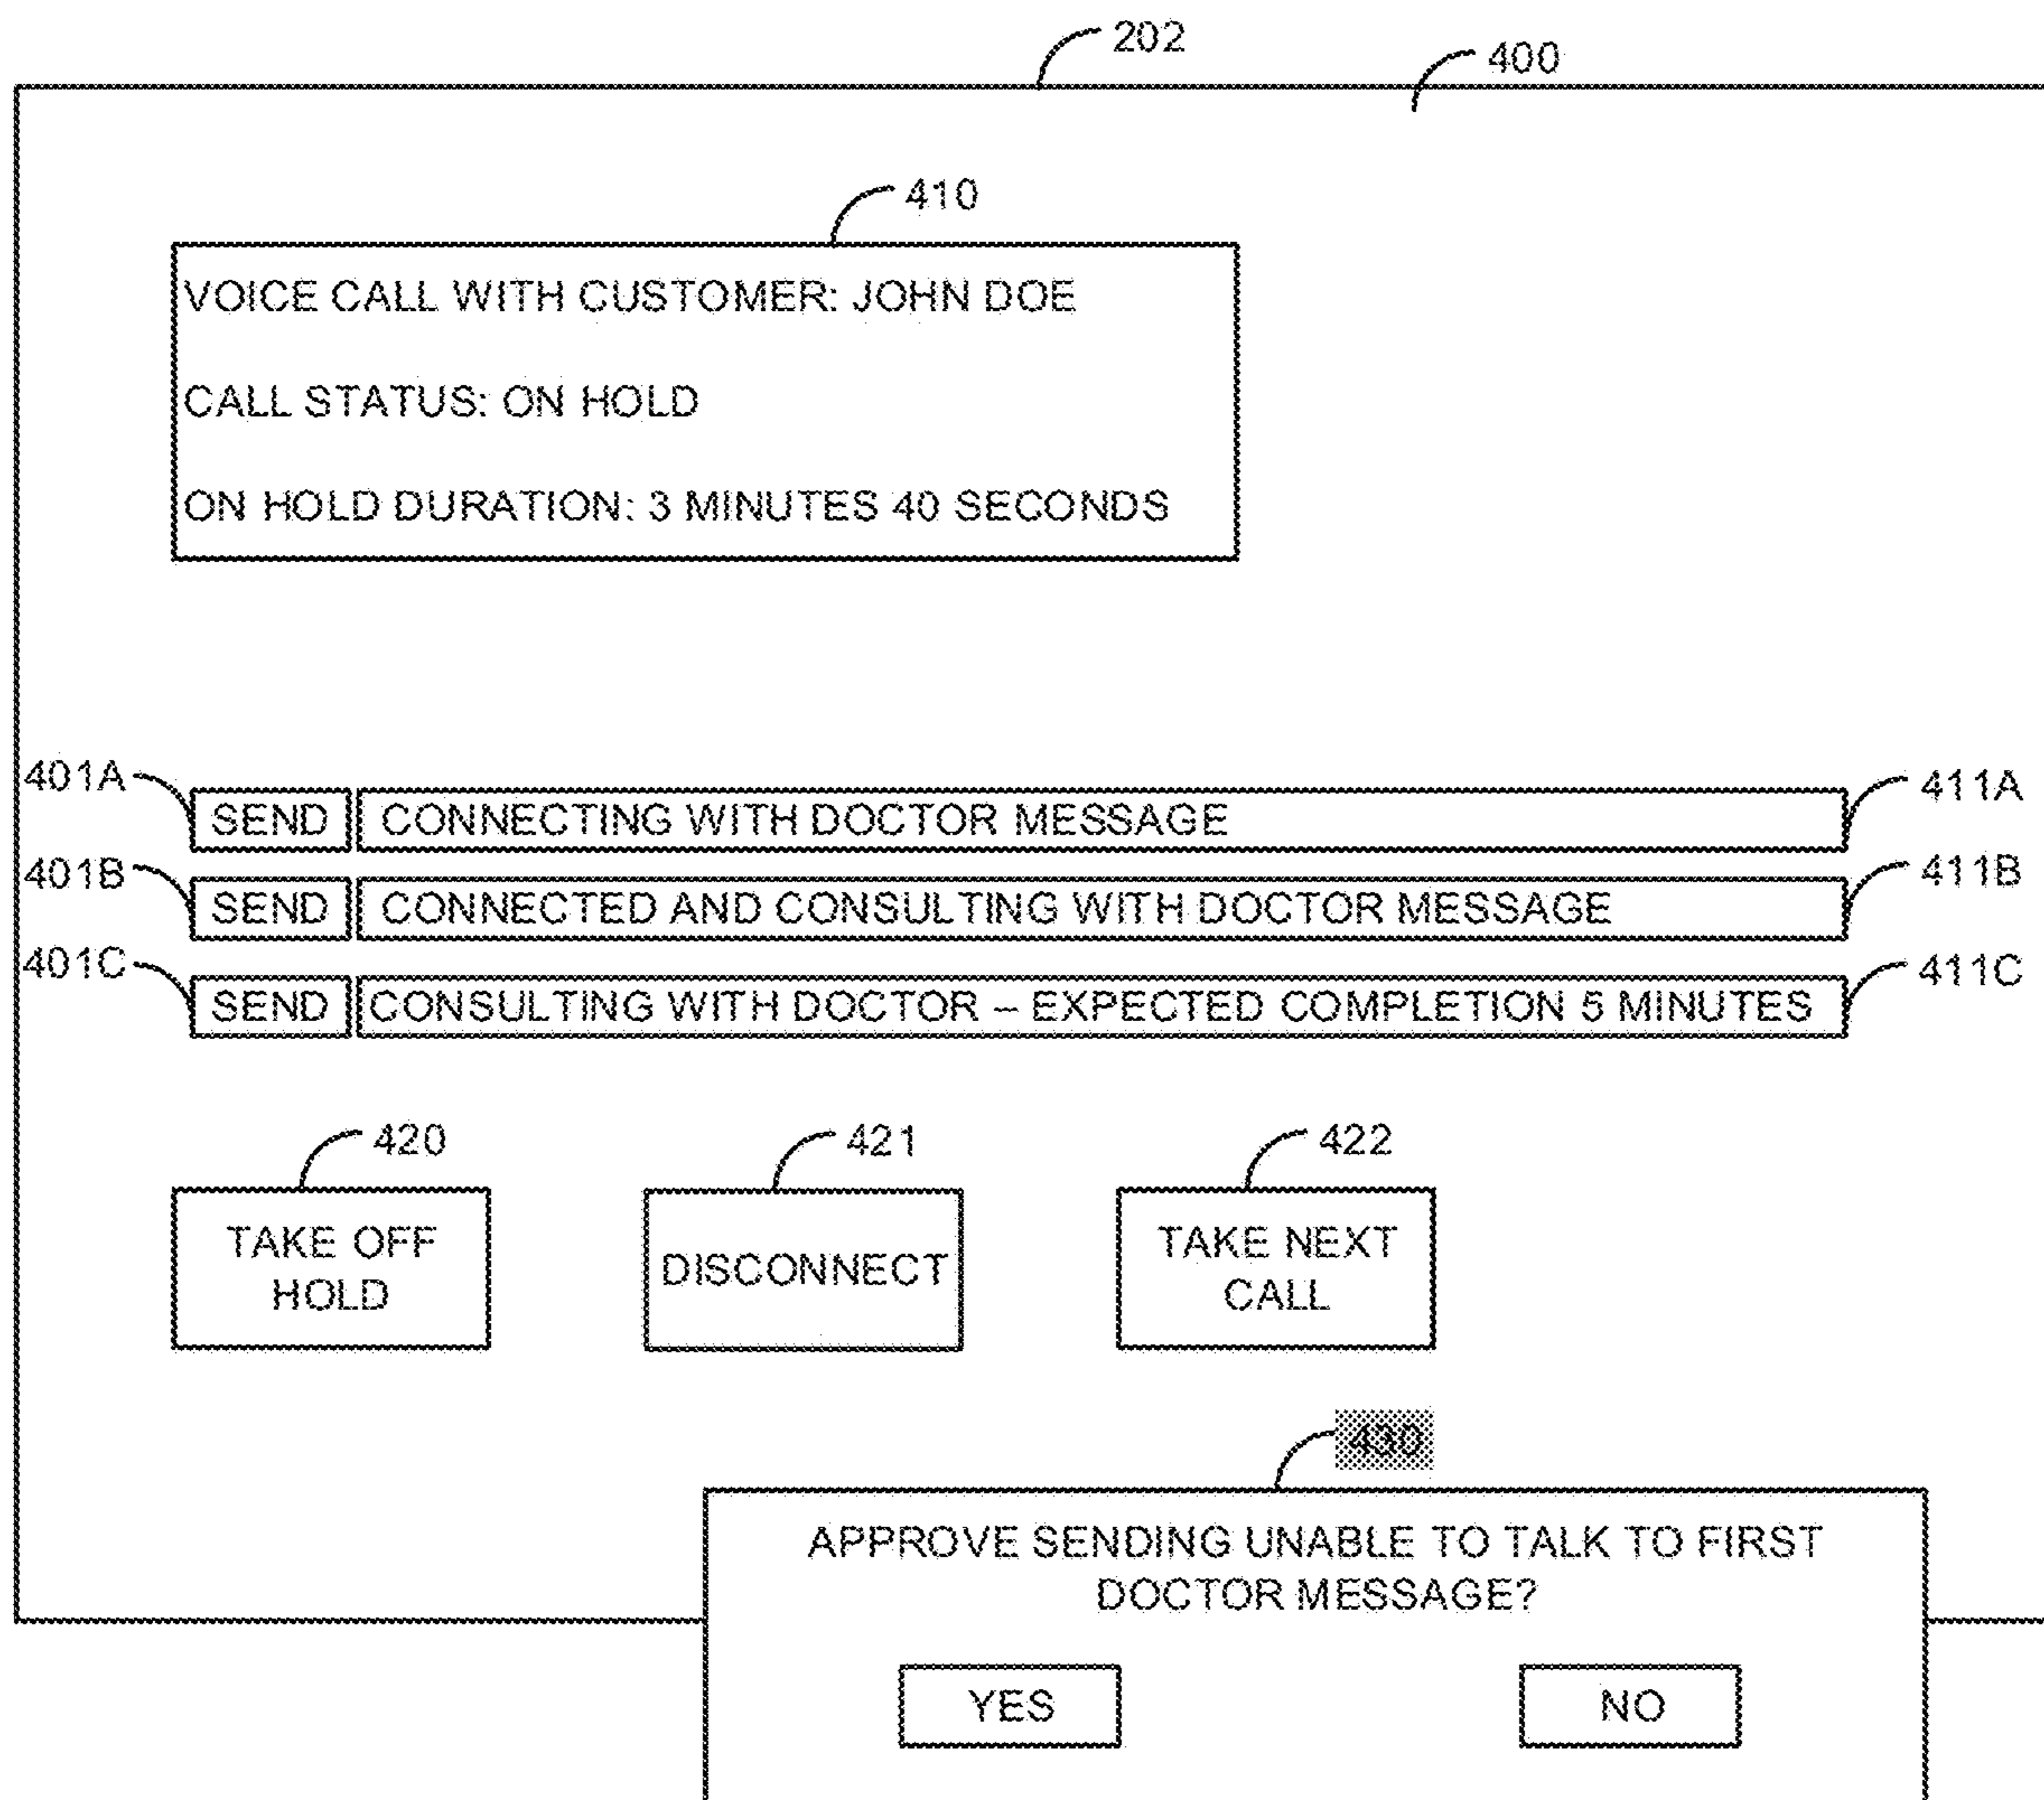 202
400
410
VOICE CALL WITH CUSTOMER: JOHN DOE
CALL STATUS: ON HOLD
ON HOLD DURATION: 3 MINUTES 40 SECONDS
401A SEND CONNECTING WITH DOCTOR MESSAGE 411A
401B SEND CONNECTED AND CONSULTING WITH DOCTOR MESSAGE 411B
401C SEND CONSULTING WITH DOCTOR – EXPECTED COMPLETION 5 MINUTES 411C
420 421 422
TAKE OFF
HOLD
DISCONNECT
TAKE NEXT
CALL
430
APPROVE SENDING UNABLE TO TALK TO FIRST
DOCTOR MESSAGE?
YES NO